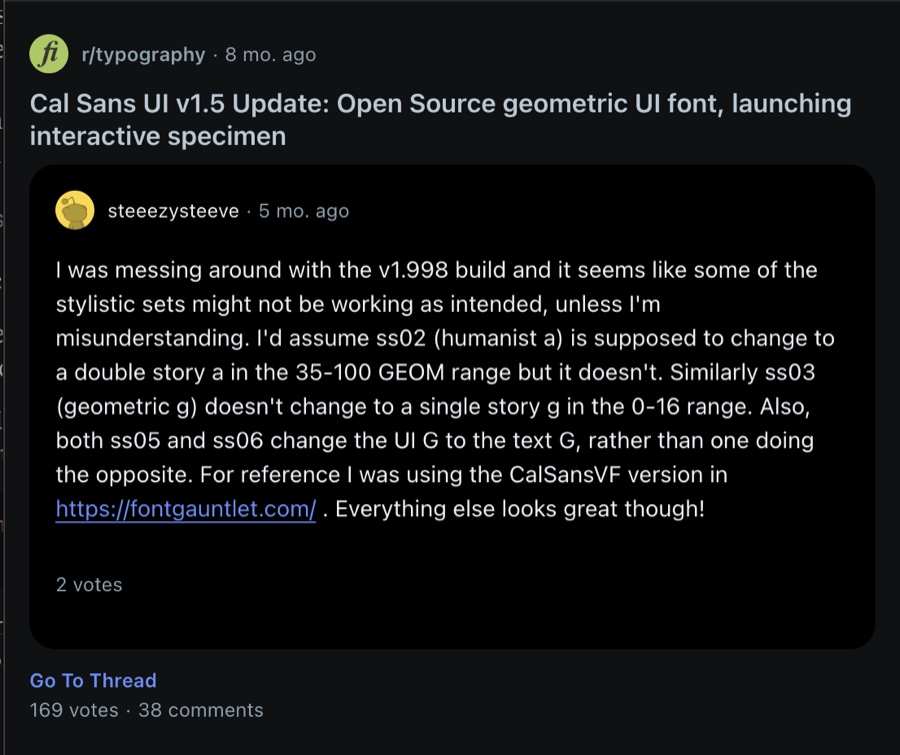 fi r/typography · 8 mo. ago
Cal Sans UI v1.5 Update: Open Source geometric UI font, launching
interactive specimen
steeezysteeve · 5 mo. ago
I was messing around with the v1.998 build and it seems like some of the
stylistic sets might not be working as intended, unless I'm
misunderstanding. I'd assume ss02 (humanist a) is supposed to change to
a double story a in the 35-100 GEOM range but it doesn't. Similarly ss03
(geometric g) doesn't change to a single story g in the 0-16 range. Also,
both ss05 and ss06 change the UI G to the text G, rather than one doing
the opposite. For reference I was using the CalSansVF version in
https://fontgauntlet.com/ . Everything else looks great though!
2 votes
Go To Thread
169 votes · 38 comments